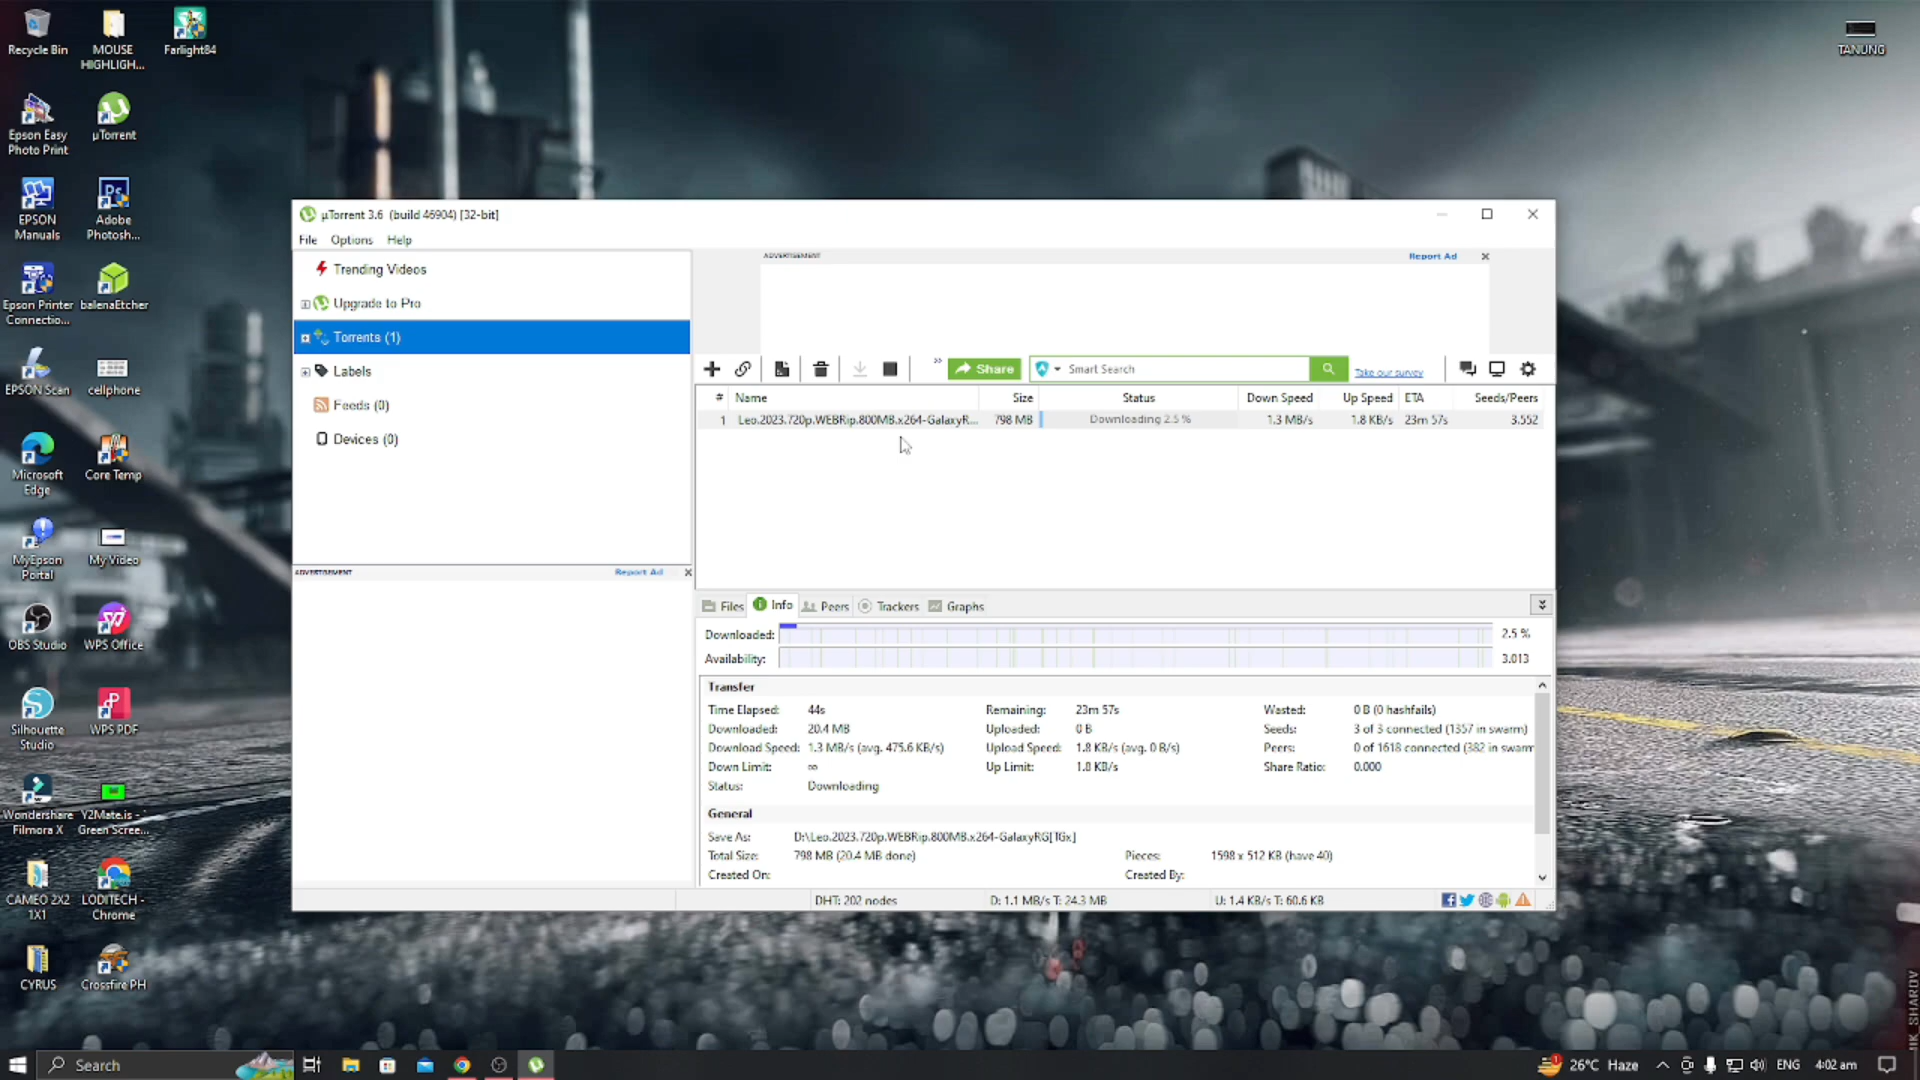 Recycle Bin
MOUSE
HIGHLIGH...
Farlight84
TANUNG
Epson Easy
Photo Print
µTorrent
EPSON
Manuals
Adobe
Photosh...
Epson Printer
Connectio...
balenaEtcher
EPSON Scan
cellphone
Microsoft
Edge
Core Temp
MyEpson
Portal
My Video
OBS Studio
WPS Office
Silhouette
Studio
WPS PDF
Wondershare
Filmora X
Y2Mate.is -
Green Scree...
CAMEO 2X2
1X1
LODITECH -
Chrome
CYRUS
Crossfire PH
µTorrent 3.6 (build 46904) [32-bit]
File Options Help
Trending Videos
Upgrade to Pro
Torrents (1)
Labels
Feeds (0)
Devices (0)
ADVERTISEMENT Report Ad
ADVERTISEMENT Report Ad
Share Smart Search Take our survey
# Name Size Status Down Speed Up Speed ETA Seeds/Peers
1 Leo.2023.720p.WEBRip.800MB.x264-GalaxyR... 798 MB Downloading 2.5 % 1.3 MB/s 1.8 KB/s 23m 57s 3.552
Files Info Peers Trackers Graphs
Downloaded: 2.5 %
Availability: 3.013
Transfer
Time Elapsed: 44s Remaining: 23m 57s Wasted: 0 B (0 hashfails)
Downloaded: 20.4 MB Uploaded: 0 B Seeds: 3 of 3 connected (1357 in swarm)
Download Speed: 1.3 MB/s (avg. 475.6 KB/s) Upload Speed: 1.8 KB/s (avg. 0 B/s) Peers: 0 of 1618 connected (382 in swarm
Down Limit: ∞ Up Limit: 1.8 KB/s Share Ratio: 0.000
Status: Downloading
General
Save As: D:\Leo.2023.720p.WEBRip.800MB.x264-GalaxyRG[TGx]
Total Size: 798 MB (20.4 MB done) Pieces: 1598 x 512 KB (have 40)
Created On: Created By:
DHT: 202 nodes D: 1.1 MB/s T: 24.3 MB U: 1.4 KB/s T: 60.6 KB
Search
26°C Haze ENG 4:02 am